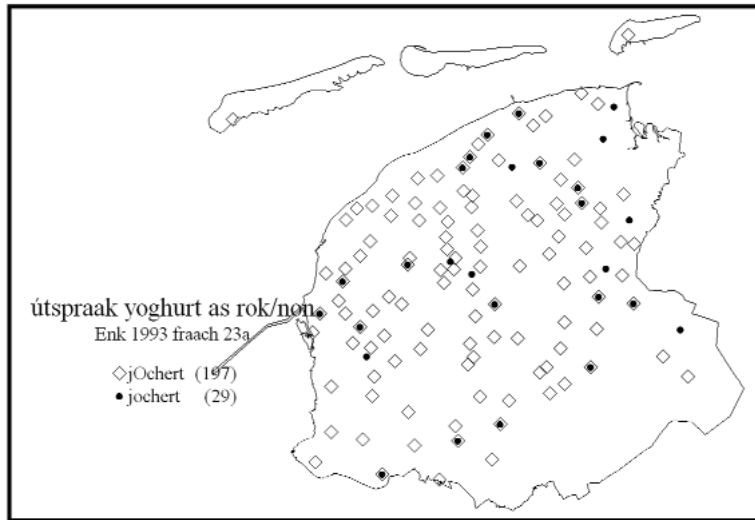 útspraak yoghurt as rok/non
Enk 1993 fraach 23a
◇jOchert (197)
● jochert (29)